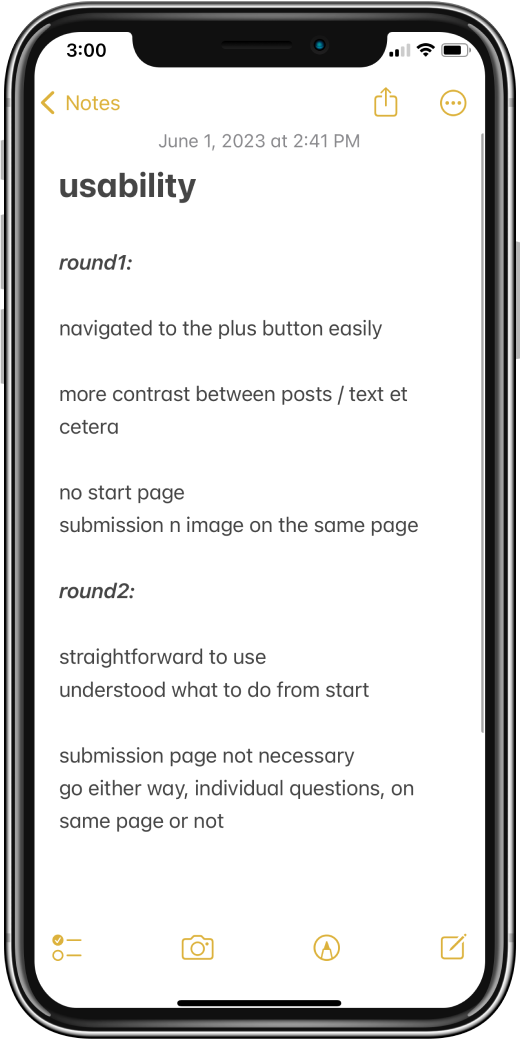 3:00
Notes
June 1, 2023 at 2:41 PM
usability
round1:
navigated to the plus button easily
more contrast between posts / text et
cetera
no start page
submission n image on the same page
round2:
straightforward to use
understood what to do from start
submission page not necessary
go either way, individual questions, on
same page or not